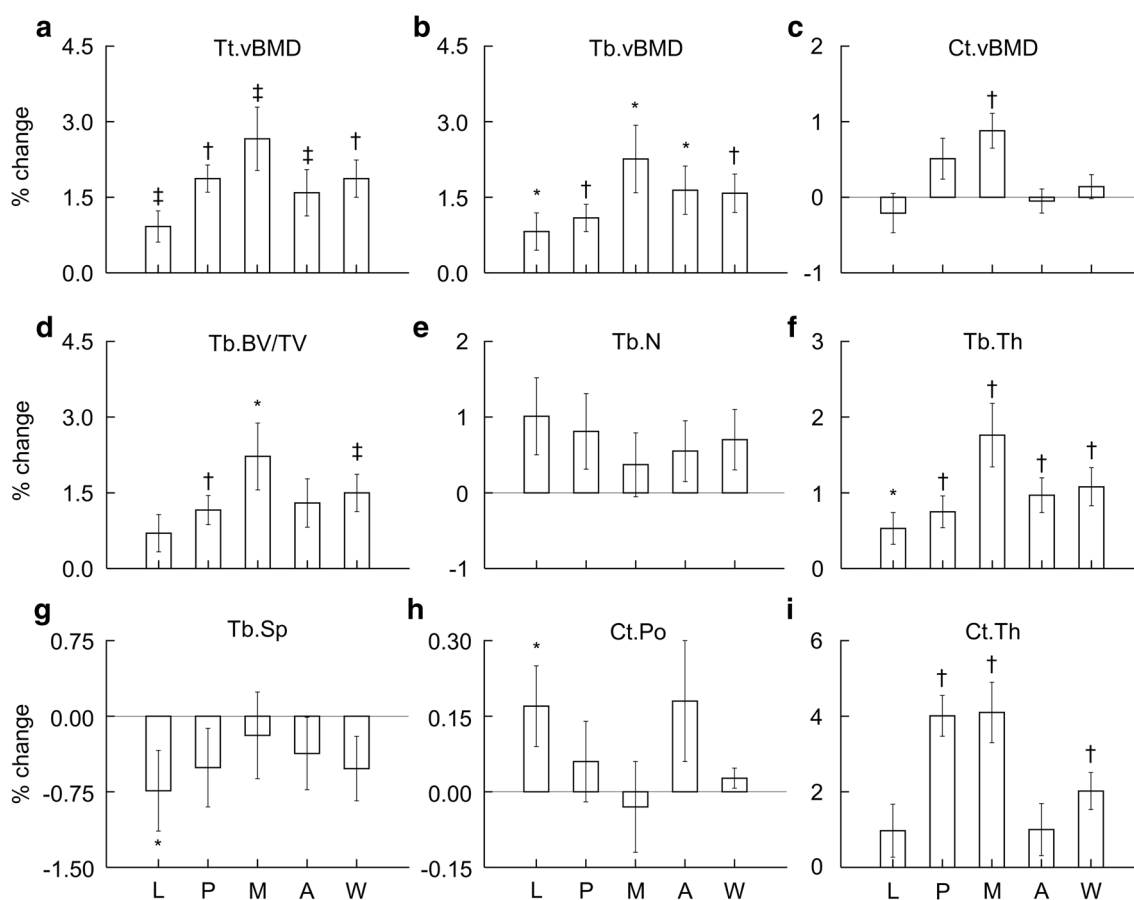 a b c
Tt.vBMD Tb.vBMD Ct.vBMD
4.5 4.5 2
‡ * †
3.0 † ‡ † 3.0 * † 1
% change
‡ * †
1.5 1.5 0
0.0 0.0 -1
d e f
Tb.BV/TV Tb.N Tb.Th
4.5 2 3
* †
3.0 ‡ 1 2 † †
% change
† * †
1.5 0 1
0.0 -1 0
g h i
Tb.Sp Ct.Po Ct.Th
0.75 0.30 6
* † †
0.00 0.15 4
% change
†
-0.75 0.00 2
*
-1.50 -0.15 0
L P M A W L P M A W L P M A W